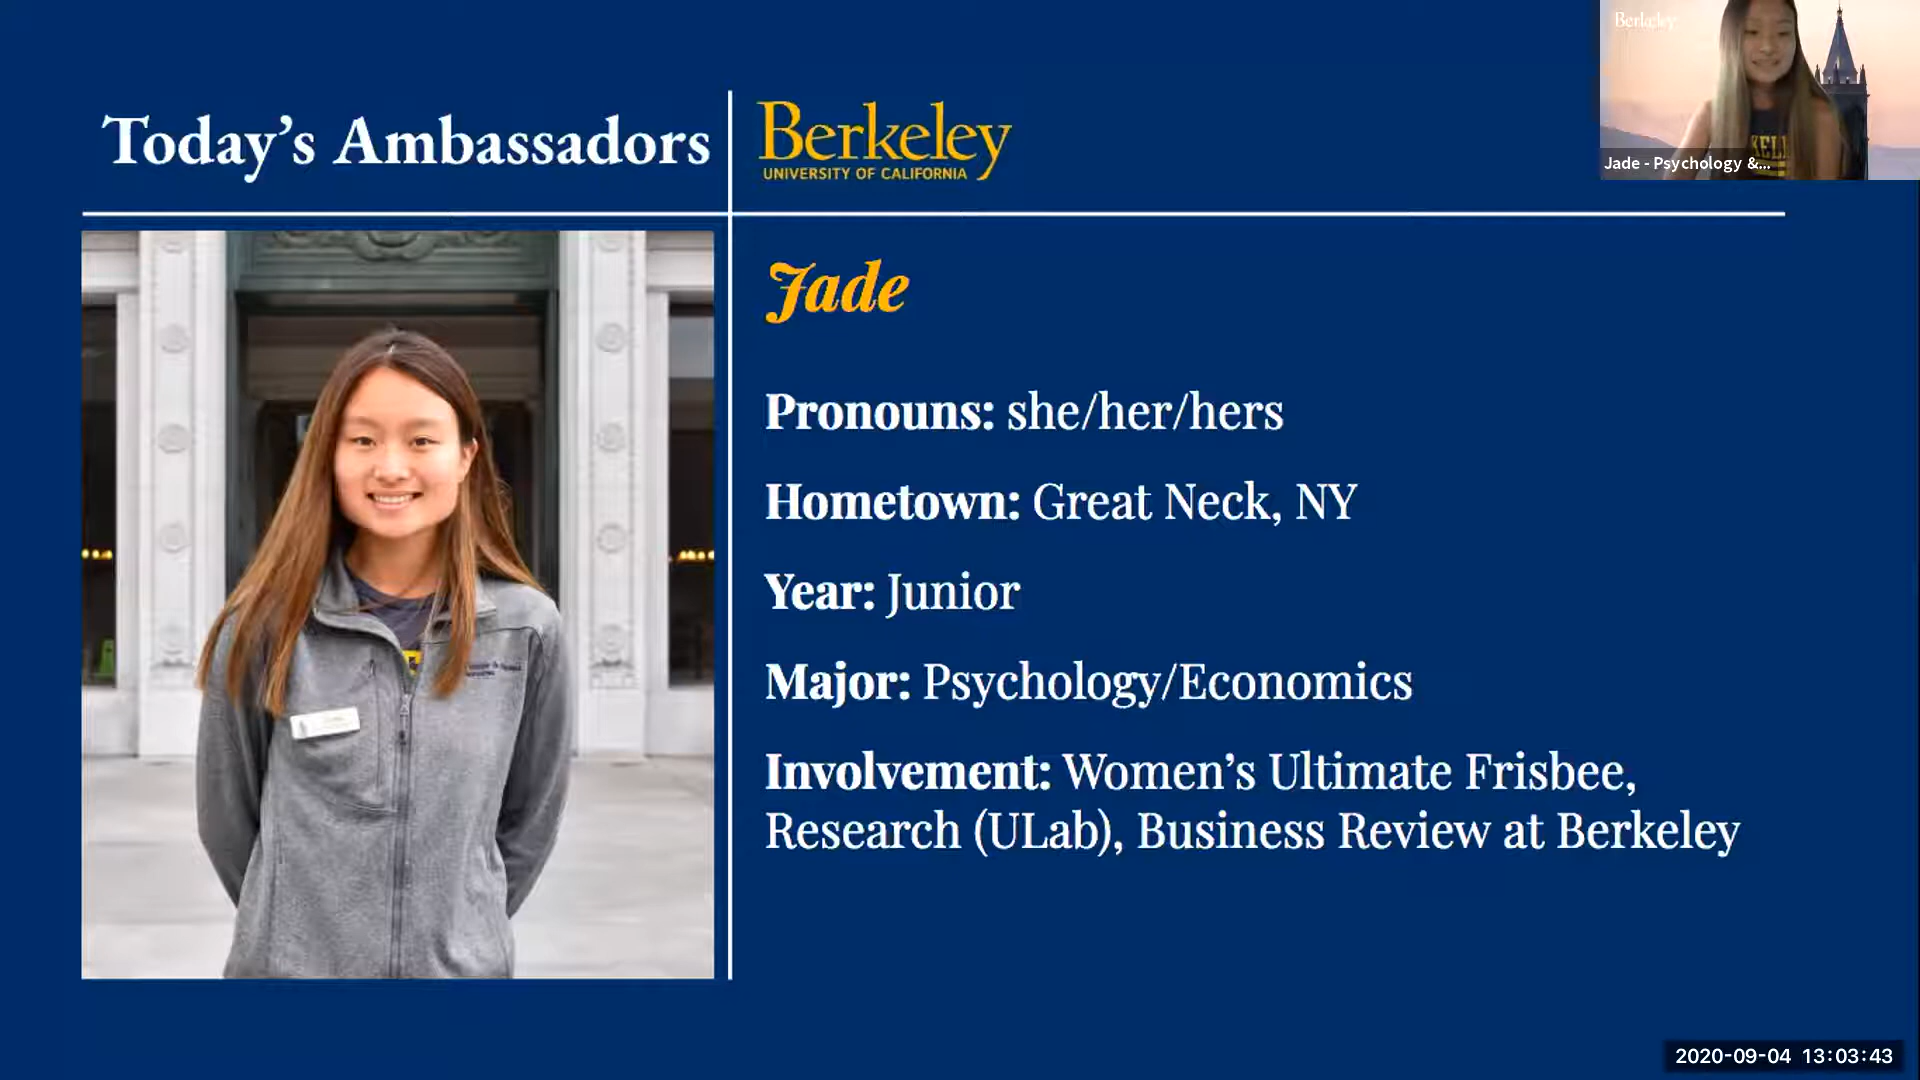 Today's Ambassadors
Berkeley
UNIVERSITY OF CALIFORNIA
Berkeley
Jade - Psychology &...
Jade
Pronouns: she/her/hers
Hometown: Great Neck, NY
Year: Junior
Major: Psychology/Economics
Involvement: Women's Ultimate Frisbee,
Research (ULab), Business Review at Berkeley
2020-09-04 13:03:43